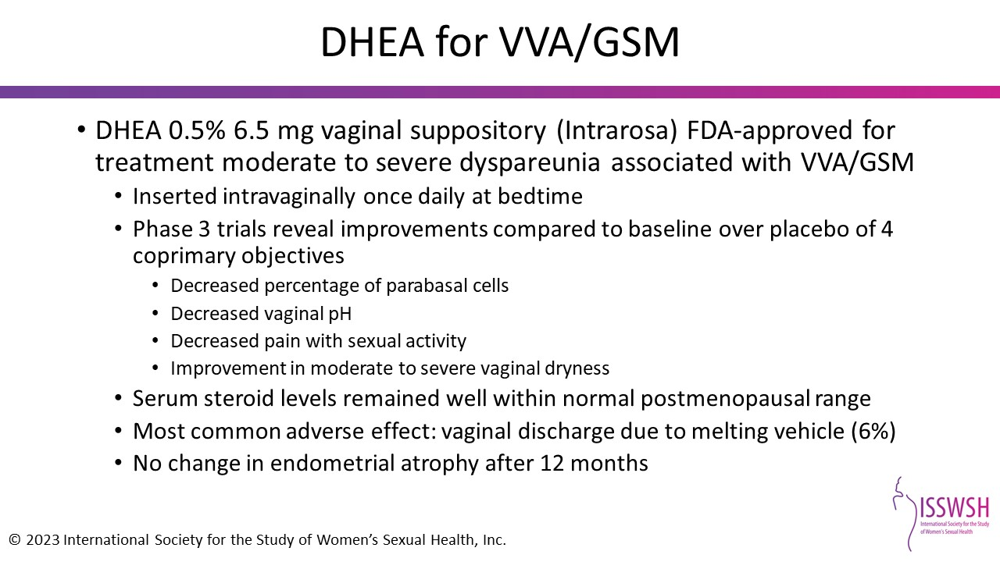 DHEA for VVA/GSM
• DHEA 0.5% 6.5 mg vaginal suppository (Intrarosa) FDA-approved for
treatment moderate to severe dyspareunia associated with VVA/GSM
• Inserted intravaginally once daily at bedtime
• Phase 3 trials reveal improvements compared to baseline over placebo of 4
coprimary objectives
• Decreased percentage of parabasal cells
• Decreased vaginal pH
• Decreased pain with sexual activity
• Improvement in moderate to severe vaginal dryness
• Serum steroid levels remained well within normal postmenopausal range
• Most common adverse effect: vaginal discharge due to melting vehicle (6%)
• No change in endometrial atrophy after 12 months
ISSWSH
International Society for the Study
of Women's Sexual Health
© 2023 International Society for the Study of Women’s Sexual Health, Inc.